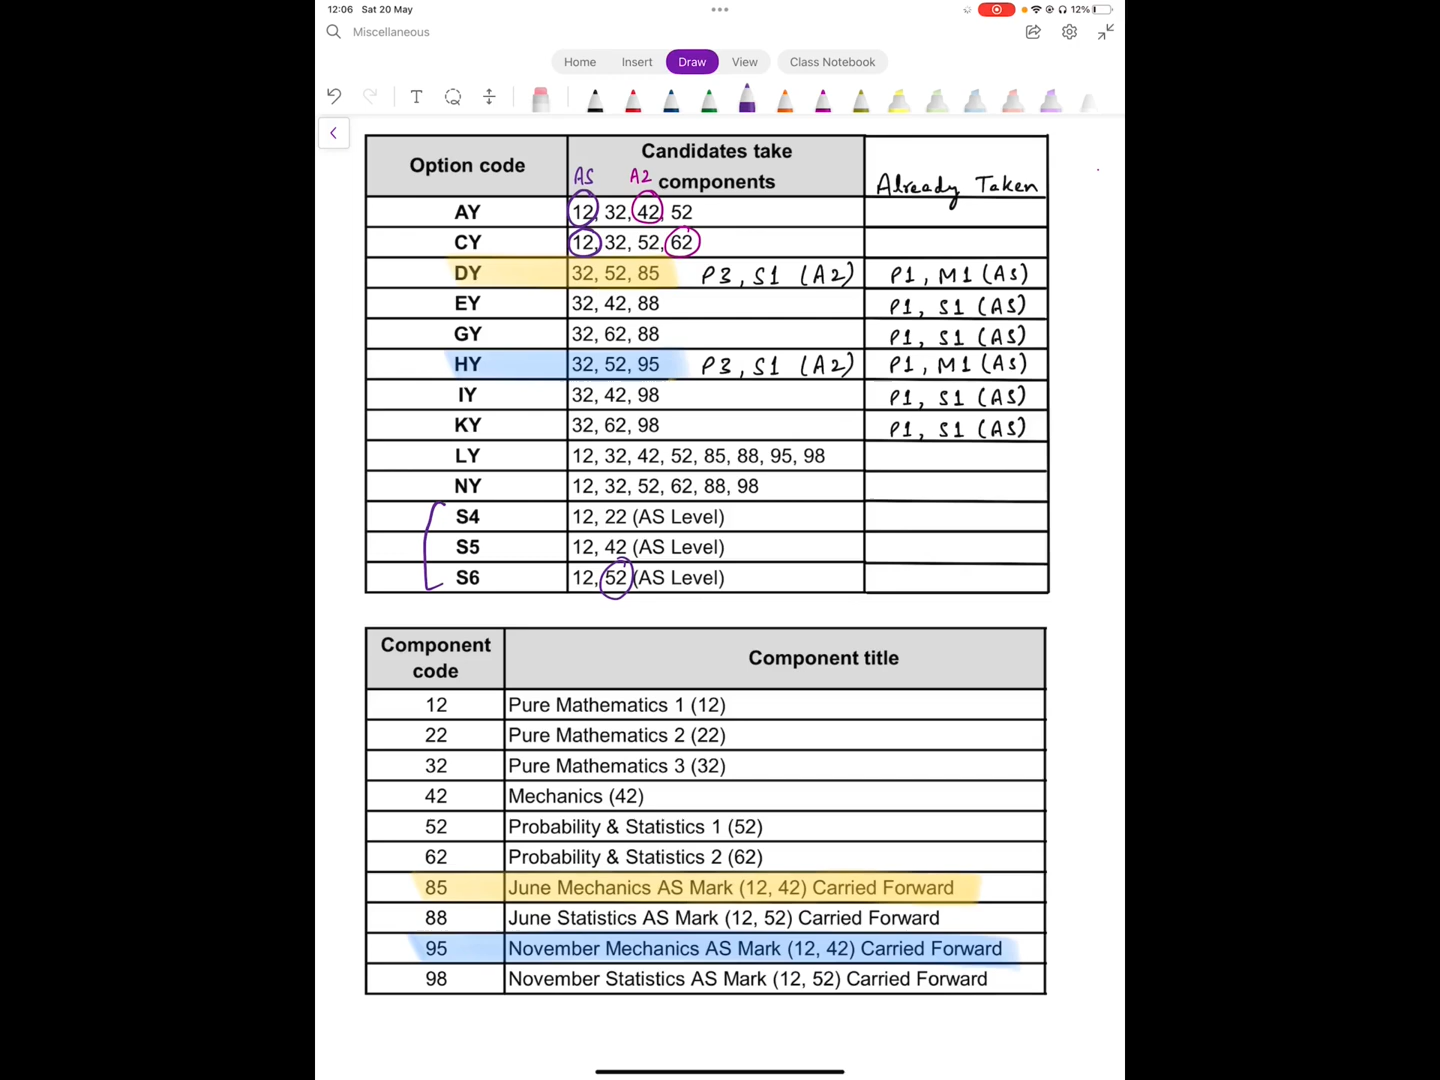 12:06 Sat 20 May
12%
Miscellaneous
Home Insert Draw View Class Notebook
T
Option code Candidates take components Already Taken
AS A2
AY 12, 32, 42, 52
CY 12, 32, 52, 62
DY 32, 52, 85 P3, S1 (A2) P1, M1 (AS)
EY 32, 42, 88 P1, S1 (AS)
GY 32, 62, 88 P1, S1 (AS)
HY 32, 52, 95 P3, S1 (A2) P1, M1 (AS)
IY 32, 42, 98 P1, S1 (AS)
KY 32, 62, 98 P1, S1 (AS)
LY 12, 32, 42, 52, 85, 88, 95, 98
NY 12, 32, 52, 62, 88, 98
S4 12, 22 (AS Level)
S5 12, 42 (AS Level)
S6 12, 52 (AS Level)
Component code Component title
12 Pure Mathematics 1 (12)
22 Pure Mathematics 2 (22)
32 Pure Mathematics 3 (32)
42 Mechanics (42)
52 Probability & Statistics 1 (52)
62 Probability & Statistics 2 (62)
85 June Mechanics AS Mark (12, 42) Carried Forward
88 June Statistics AS Mark (12, 52) Carried Forward
95 November Mechanics AS Mark (12, 42) Carried Forward
98 November Statistics AS Mark (12, 52) Carried Forward